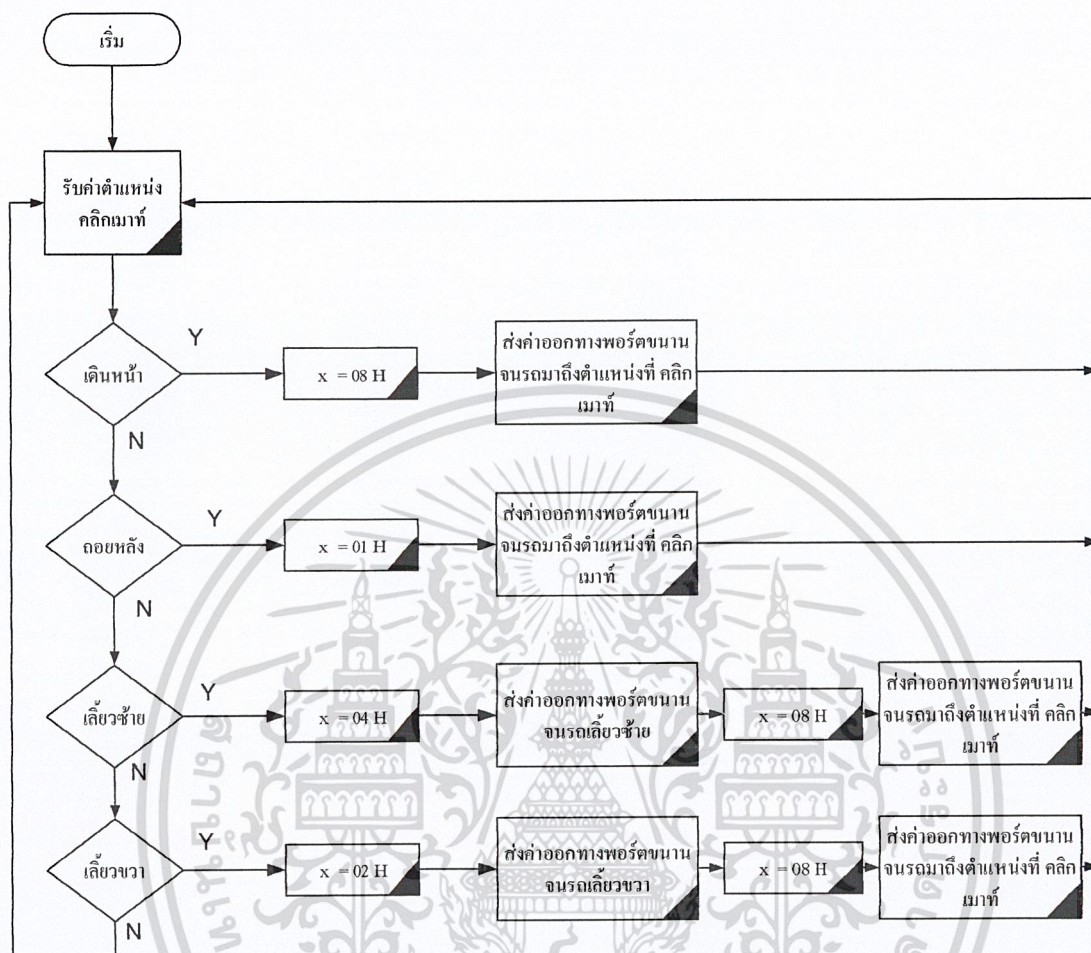 เริ่ม
รับค่าตำแหน่ง
คลิกเมาท์
Y
เดินหน้า
x = 08 H
ส่งค่าออกทางพอร์ตขนาน
จนรถมาถึงตำแหน่งที่ คลิก
เมาท์
N
Y
ถอยหลัง
x = 01 H
ส่งค่าออกทางพอร์ตขนาน
จนรถมาถึงตำแหน่งที่ คลิก
เมาท์
N
Y
เลี้ยวซ้าย
x = 04 H
ส่งค่าออกทางพอร์ตขนาน
จนรถเลี้ยวซ้าย
x = 08 H
ส่งค่าออกทางพอร์ตขนาน
จนรถมาถึงตำแหน่งที่ คลิก
เมาท์
N
Y
เลี้ยวขวา
x = 02 H
ส่งค่าออกทางพอร์ตขนาน
จนรถเลี้ยวขวา
x = 08 H
ส่งค่าออกทางพอร์ตขนาน
จนรถมาถึงตำแหน่งที่ คลิก
เมาท์
N